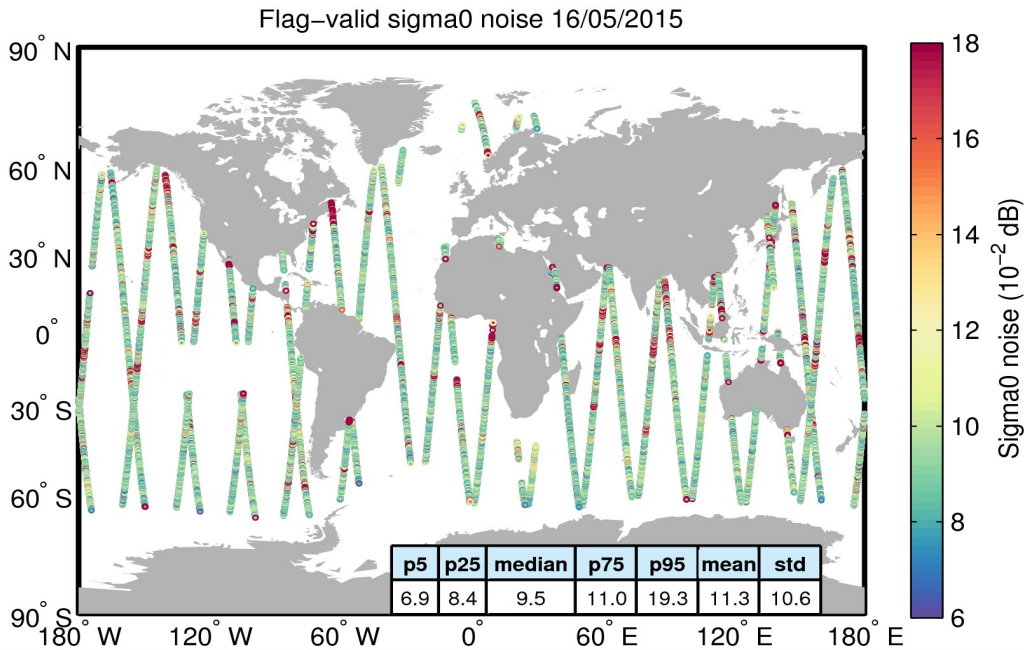 Flag−valid sigma0 noise 16/05/2015
90° N
60° N
30° N
0°
30° S
60° S
90° S
180° W
120° W
60° W
0°
60° E
120° E
180° E
p5 p25 median p75 p95 mean std
6.9 8.4 9.5 11.0 19.3 11.3 10.6
18
16
14
12
10
8
6
Sigma0 noise (10⁻² dB)